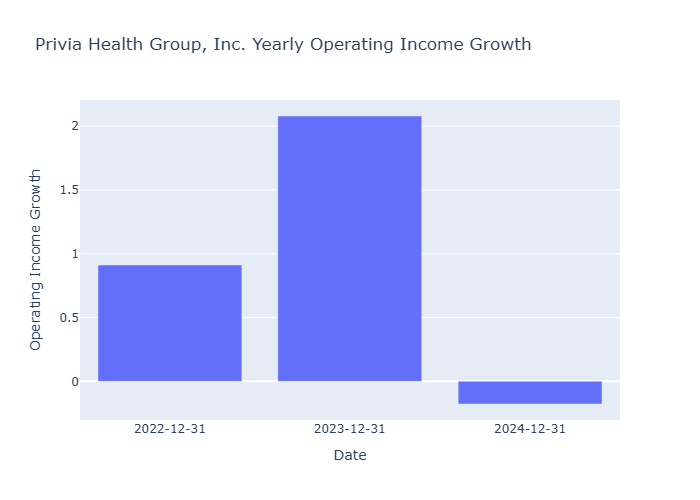 Privia Health Group, Inc. Yearly Operating Income Growth
Operating Income Growth
2
1.5
1
0.5
0
2022-12-31
2023-12-31
2024-12-31
Date